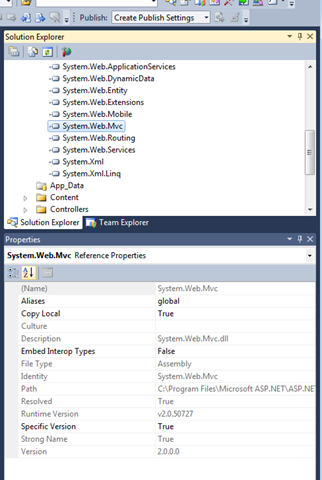 Publish: Create Publish Settings
Solution Explorer
System.Web.ApplicationServices
System.Web.DynamicData
System.Web.Entity
System.Web.Extensions
System.Web.Mobile
System.Web.Mvc
System.Web.Routing
System.Web.Services
System.Xml
System.Xml.Linq
App_Data
Content
Controllers
Solution Explorer Team Explorer
Properties
System.Web.Mvc Reference Properties
(Name) System.Web.Mvc
Aliases global
Copy Local True
Culture
Description System.Web.Mvc.dll
Embed Interop Types False
File Type Assembly
Identity System.Web.Mvc
Path C:\Program Files\Microsoft ASP.NET\ASP.NE
Resolved True
Runtime Version v2.0.50727
Specific Version True
Strong Name True
Version 2.0.0.0